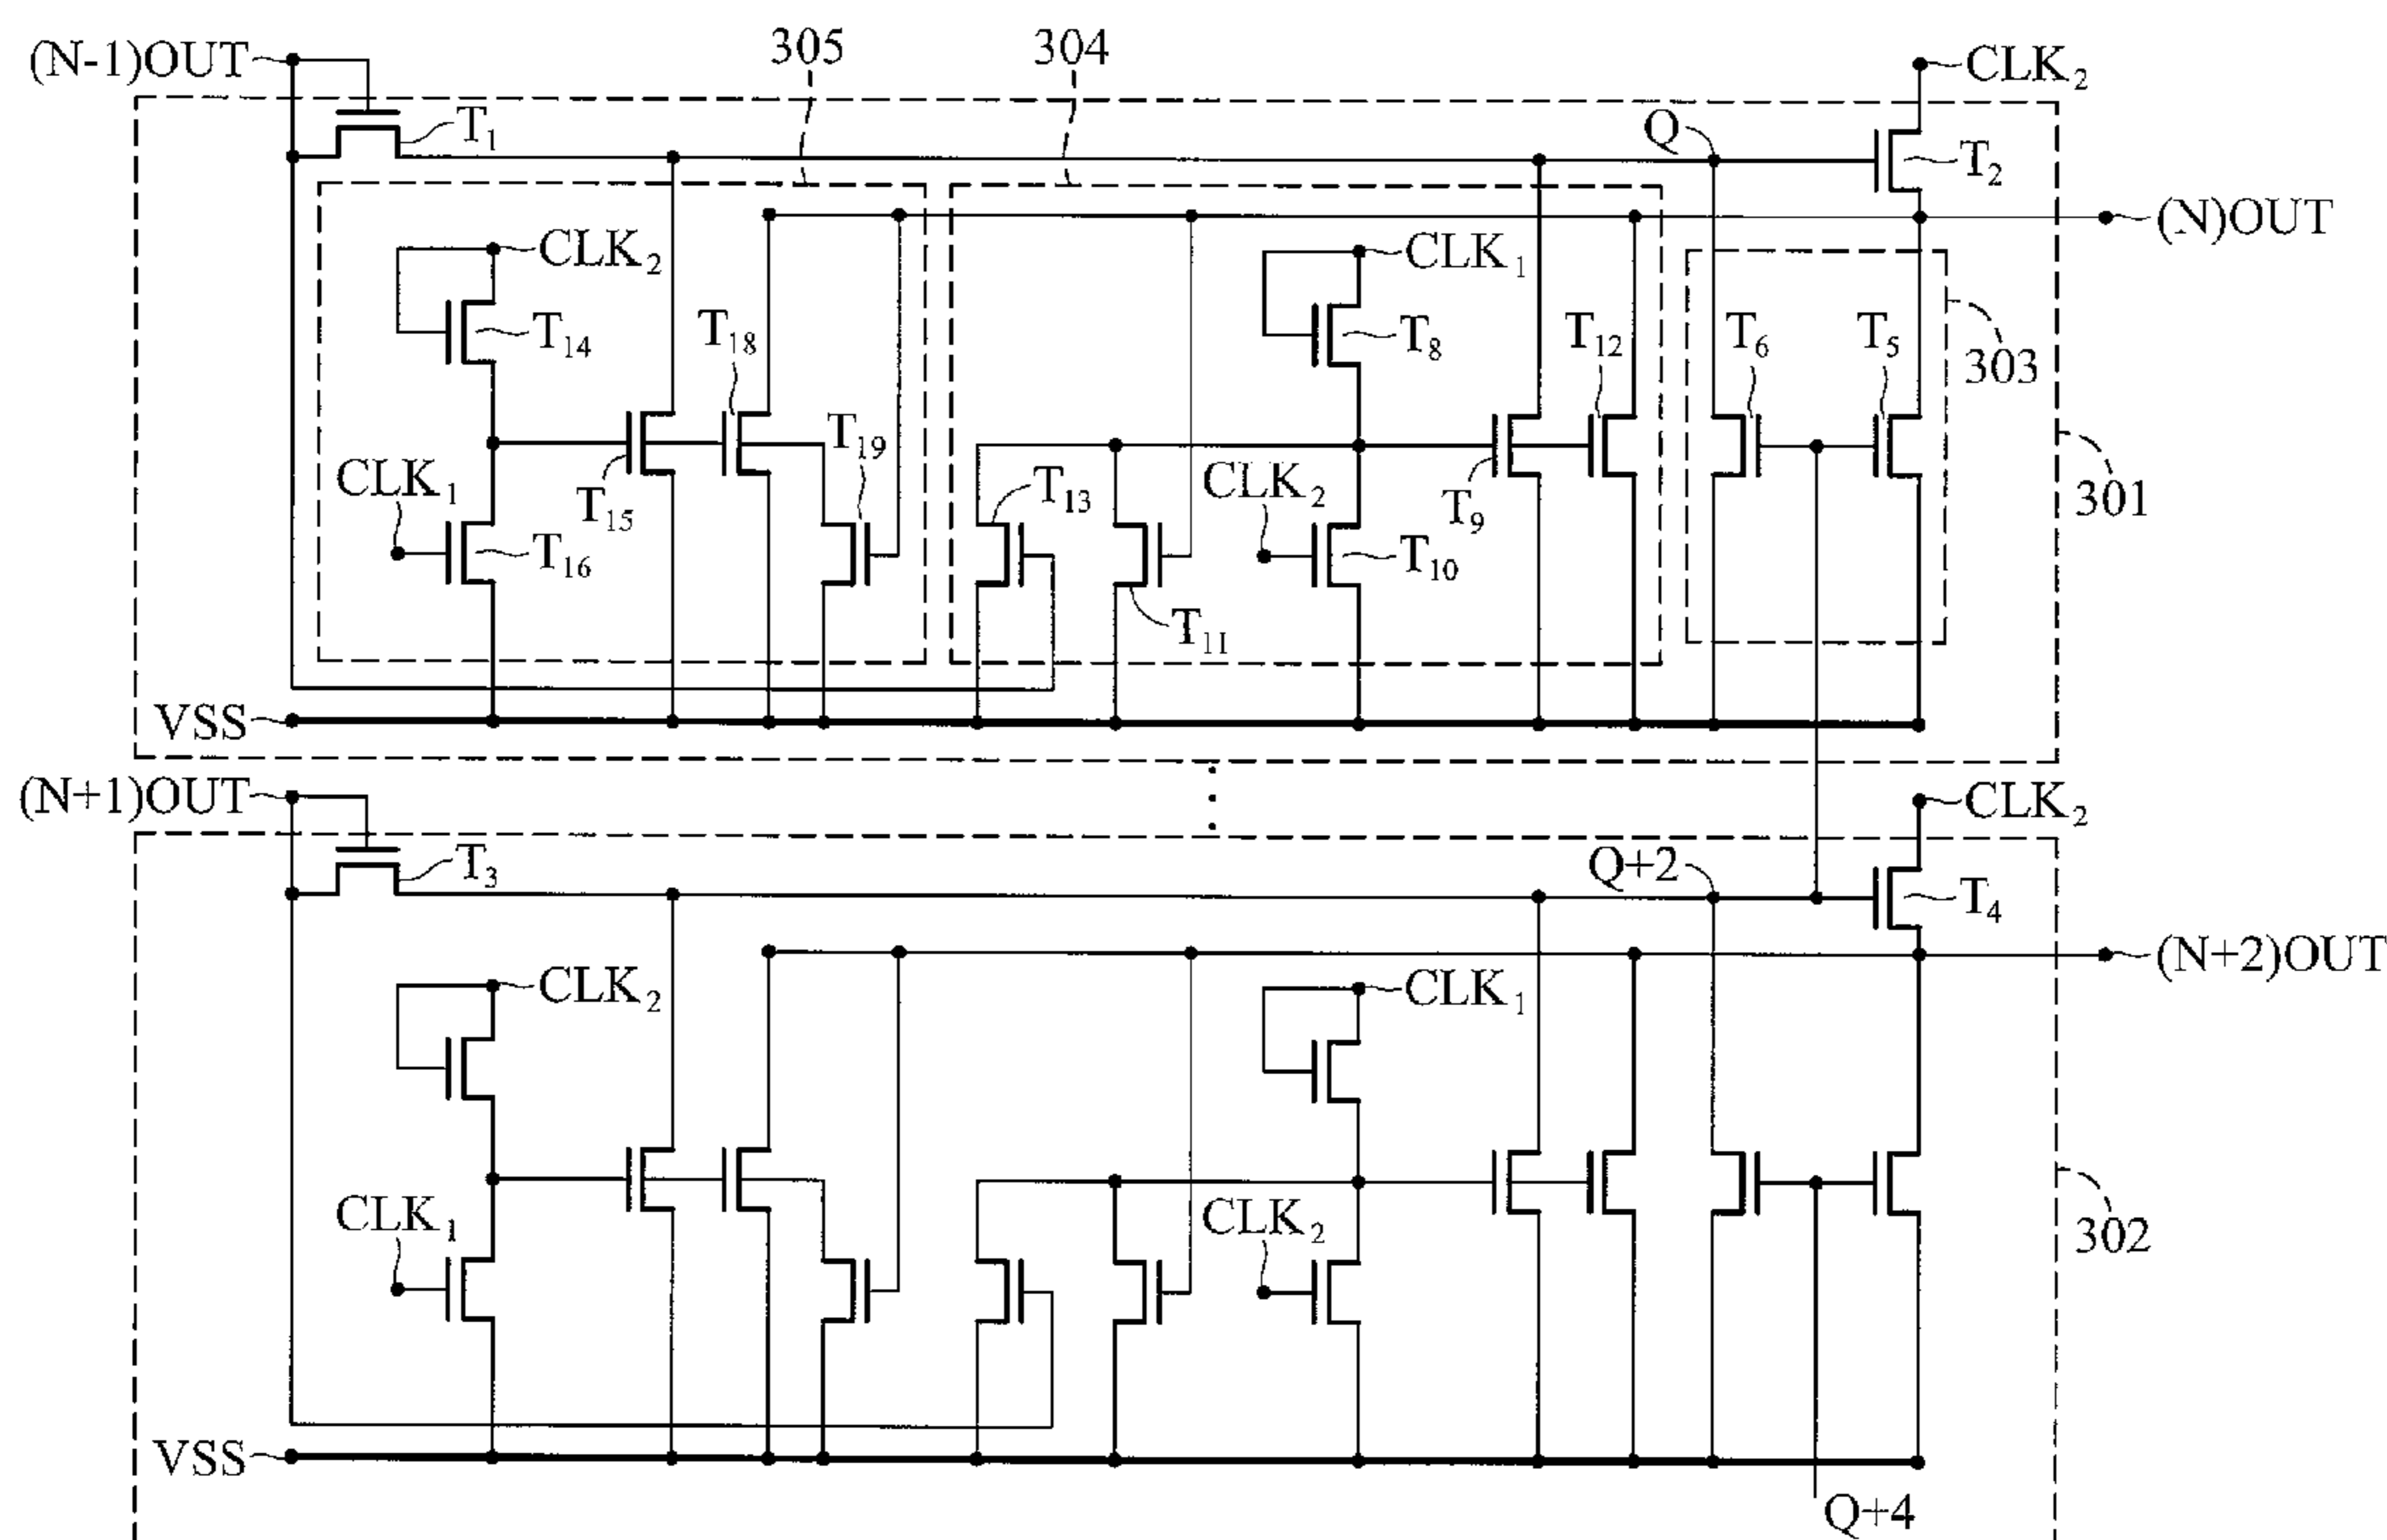 305
304
(N-1)OUT
CLK₂
T₁
Q
T₂
(N)OUT
CLK₂
CLK₁
T₁₄
T₁₈
T₈
T₁₂
T₆
T₅
303
T₁₉
CLK₁
T₁₅
T₁₃
CLK₂
T₉
301
T₁₆
T₁₀
T₁₁
VSS
(N+1)OUT
CLK₂
T₃
Q+2
T₄
(N+2)OUT
CLK₂
CLK₁
CLK₁
CLK₂
302
VSS
Q+4